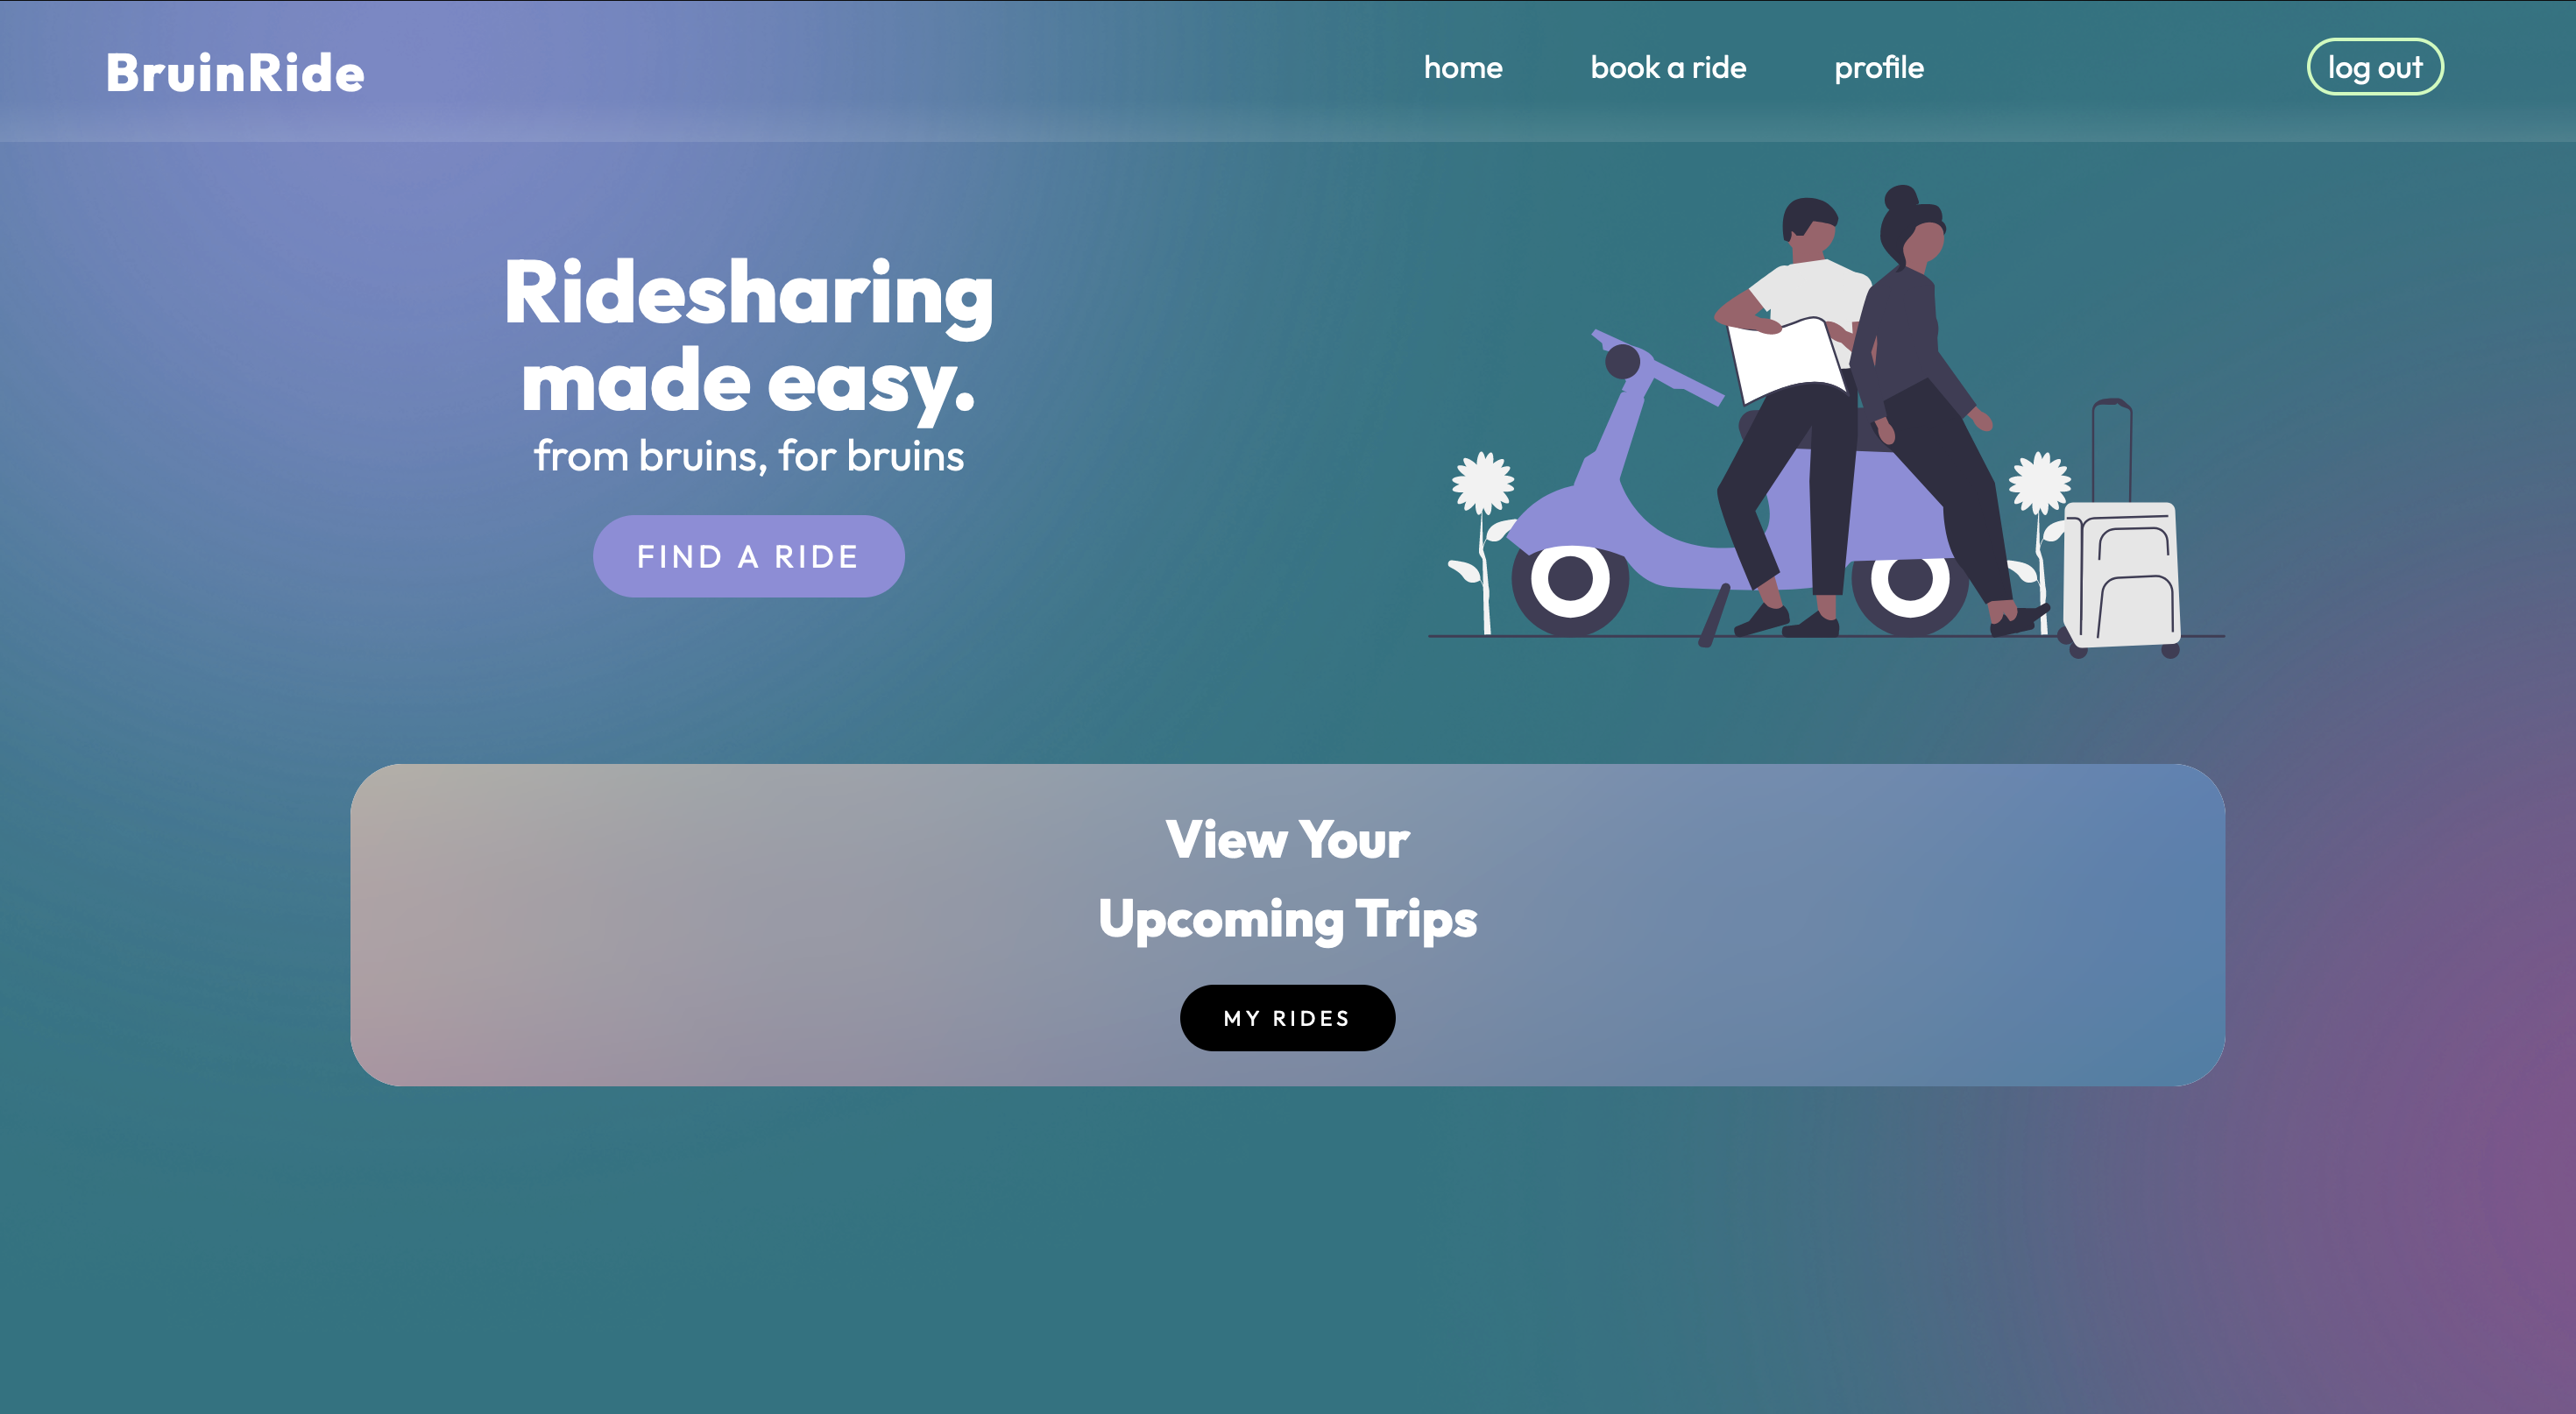 BruinRide
home
book a ride
profile
log out
Ridesharing
made easy.
from bruins, for bruins
FIND A RIDE
View Your
Upcoming Trips
MY RIDES